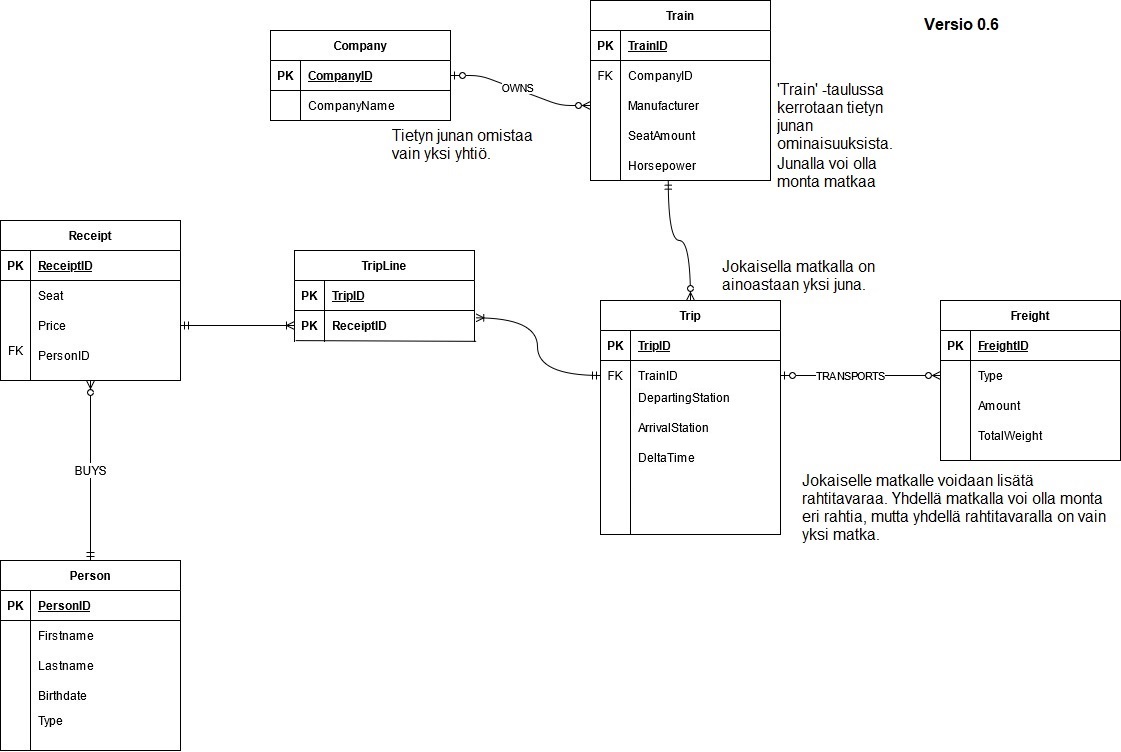 Versio 0.6
Company
PK CompanyID
CompanyName
OWNS
Tietyn junan omistaa
vain yksi yhtiö.
Train
PK TrainID
FK CompanyID
Manufacturer
SeatAmount
Horsepower
'Train' -taulussa
kerrotaan tietyn
junan
ominaisuuksista.
Junalla voi olla
monta matkaa
Receipt
PK ReceiptID
Seat
Price
FK PersonID
TripLine
PK TripID
PK ReceiptID
Jokaisella matkalla on
ainoastaan yksi juna.
Trip
PK TripID
FK TrainID
DepartingStation
ArrivalStation
DeltaTime
TRANSPORTS
Freight
PK FreightID
Type
Amount
TotalWeight
Jokaiselle matkalle voidaan lisätä
rahtitavaraa. Yhdellä matkalla voi olla monta
eri rahtia, mutta yhdellä rahtitavaralla on vain
yksi matka.
BUYS
Person
PK PersonID
Firstname
Lastname
Birthdate
Type